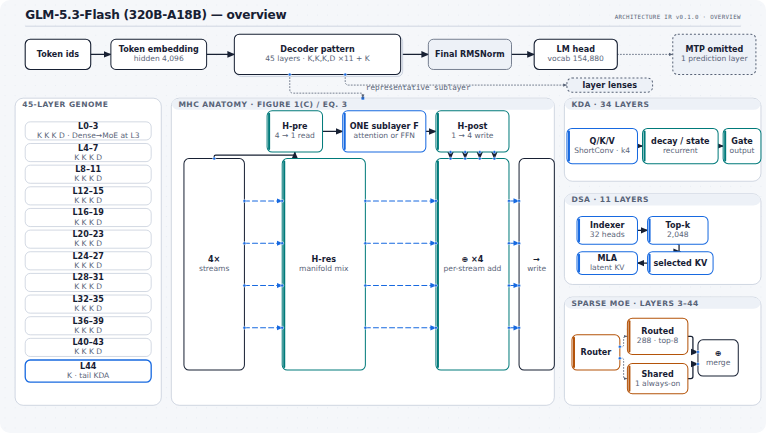 GLM-5.3-Flash (320B-A18B) — overview
ARCHITECTURE IR v0.1.0 · OVERVIEW
Token ids
Token embedding
hidden 4,096
Decoder pattern
45 layers · K,K,K,D ×11 + K
Final RMSNorm
LM head
vocab 154,880
MTP omitted
1 prediction layer
representative sublayer
layer lenses
45-LAYER GENOME
L0–3
K K K D · Dense→MoE at L3
L4–7
K K K D
L8–11
K K K D
L12–15
K K K D
L16–19
K K K D
L20–23
K K K D
L24–27
K K K D
L28–31
K K K D
L32–35
K K K D
L36–39
K K K D
L40–43
K K K D
L44
K · tail KDA
MHC ANATOMY · FIGURE 1(C) / EQ. 3
H-pre
4 → 1 read
ONE sublayer F
attention or FFN
H-post
1 → 4 write
4×
streams
H-res
manifold mix
⊕ ×4
per-stream add
→
write
KDA · 34 LAYERS
Q/K/V
ShortConv · k4
decay / state
recurrent
Gate
output
DSA · 11 LAYERS
Indexer
32 heads
Top-k
2,048
MLA
latent KV
selected KV
SPARSE MOE · LAYERS 3–44
Router
Routed
288 · top-8
Shared
1 always-on
⊕
merge